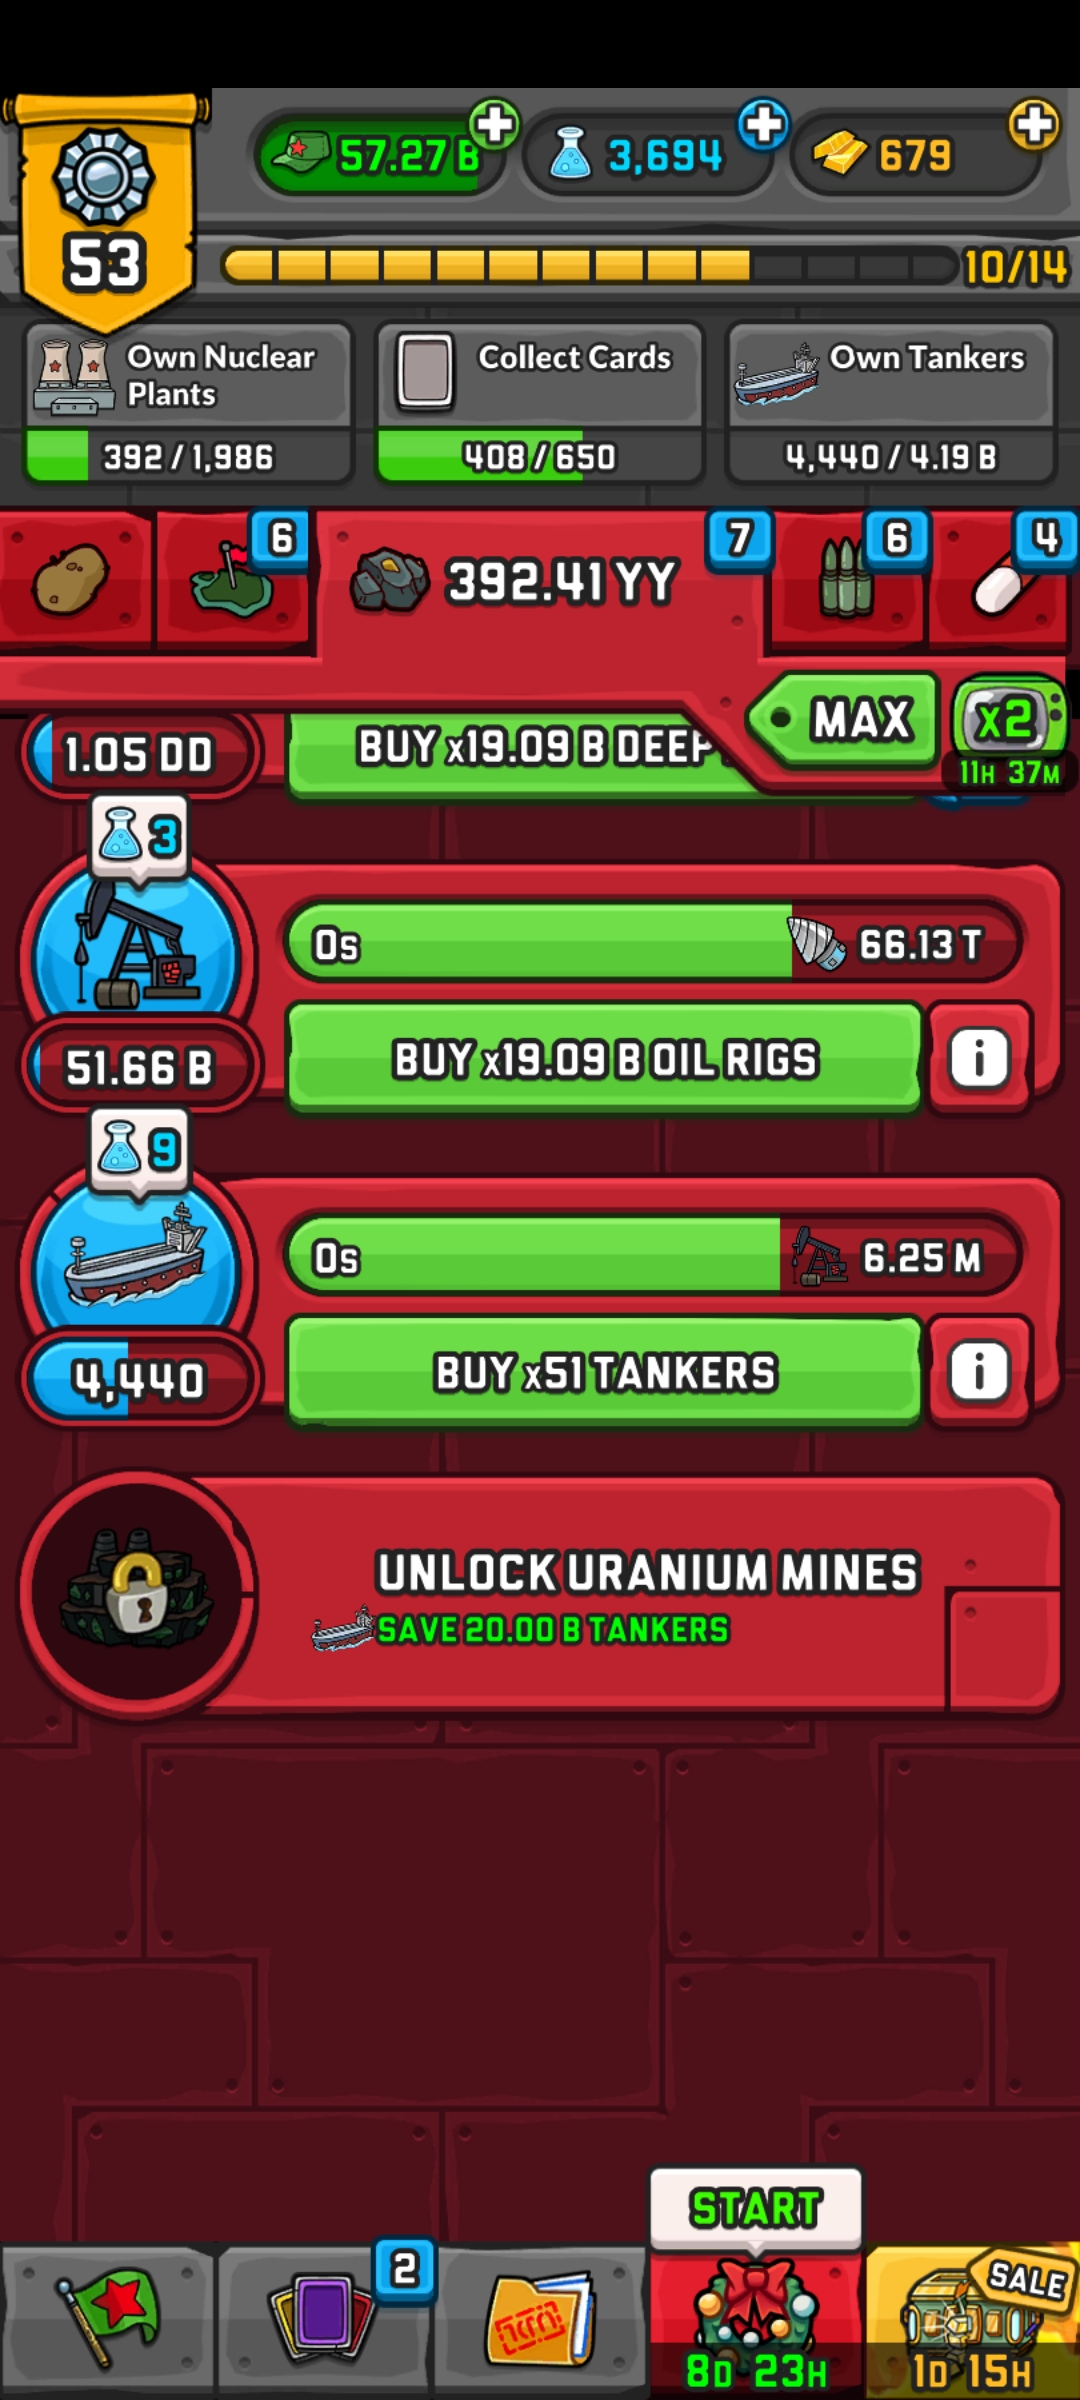 57.27 B
3,694
679
53
10/14
Own Nuclear
Plants
392/1,986
Collect Cards
408/650
Own Tankers
4,440/4.19 B
6
392.41 YY
7
6
4
MAX
x2
11H 37M
1.05 DD
BUY x19.09 B DEEP
3
0s
66.13 T
51.66 B
BUY x19.09 B OIL RIGS
i
9
0s
6.25 M
4,440
BUY x51 TANKERS
i
UNLOCK URANIUM MINES
SAVE 20.00 B TANKERS
START
2
SALE
8D 23H
1D 15H